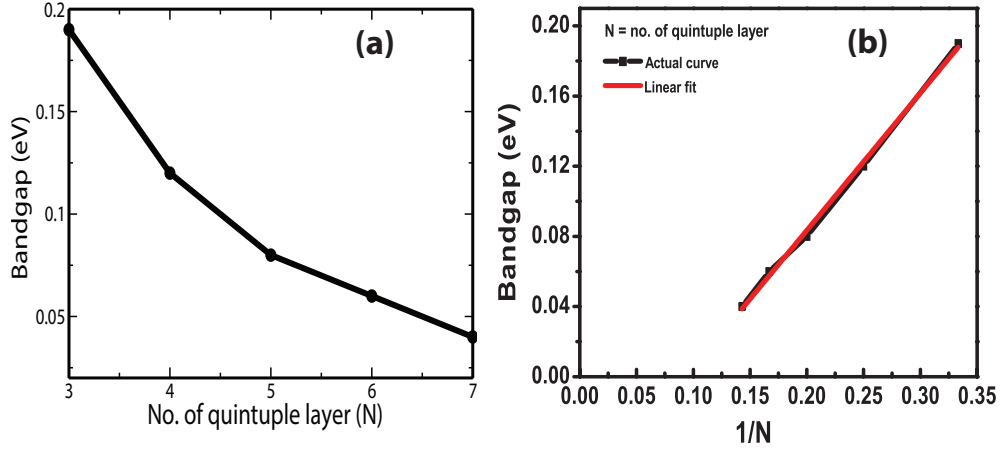 (a)
Bandgap (eV)
0.2
0.15
0.1
0.05
3 4 5 6 7
No. of quintuple layer (N)
(b)
N = no. of quintuple layer
Actual curve
Linear fit
Bandgap (eV)
0.20
0.16
0.12
0.08
0.04
0.00
0.00 0.05 0.10 0.15 0.20 0.25 0.30 0.35
1/N